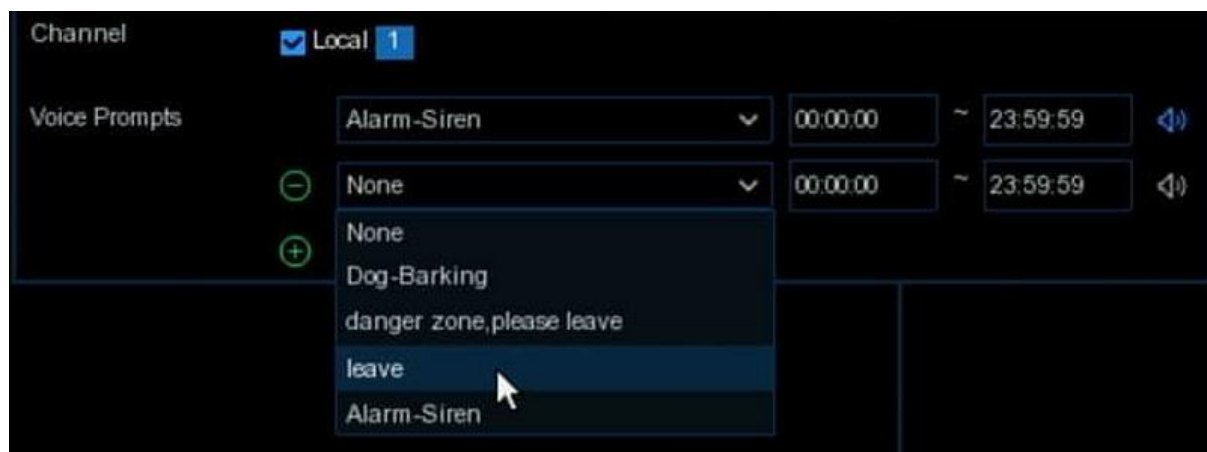 Channel Local 1
Voice Prompts Alarm-Siren 00:00:00 ~ 23:59:59
None 00:00:00 ~ 23:59:59
None
Dog-Barking
danger zone,please leave
leave
Alarm-Siren